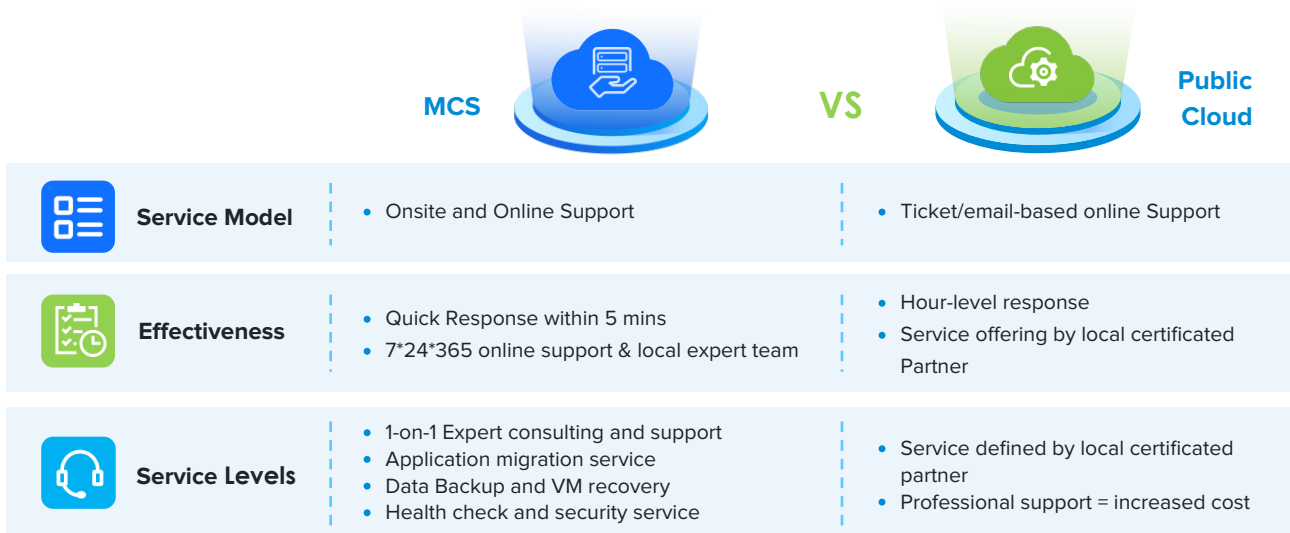 MCS
VS
Public
Cloud
Service Model
• Onsite and Online Support
• Ticket/email-based online Support
Effectiveness
• Quick Response within 5 mins
• 7*24*365 online support & local expert team
• Hour-level response
• Service offering by local certificated
Partner
Service Levels
• 1-on-1 Expert consulting and support
• Application migration service
• Data Backup and VM recovery
• Health check and security service
• Service defined by local certificated
partner
• Professional support = increased cost